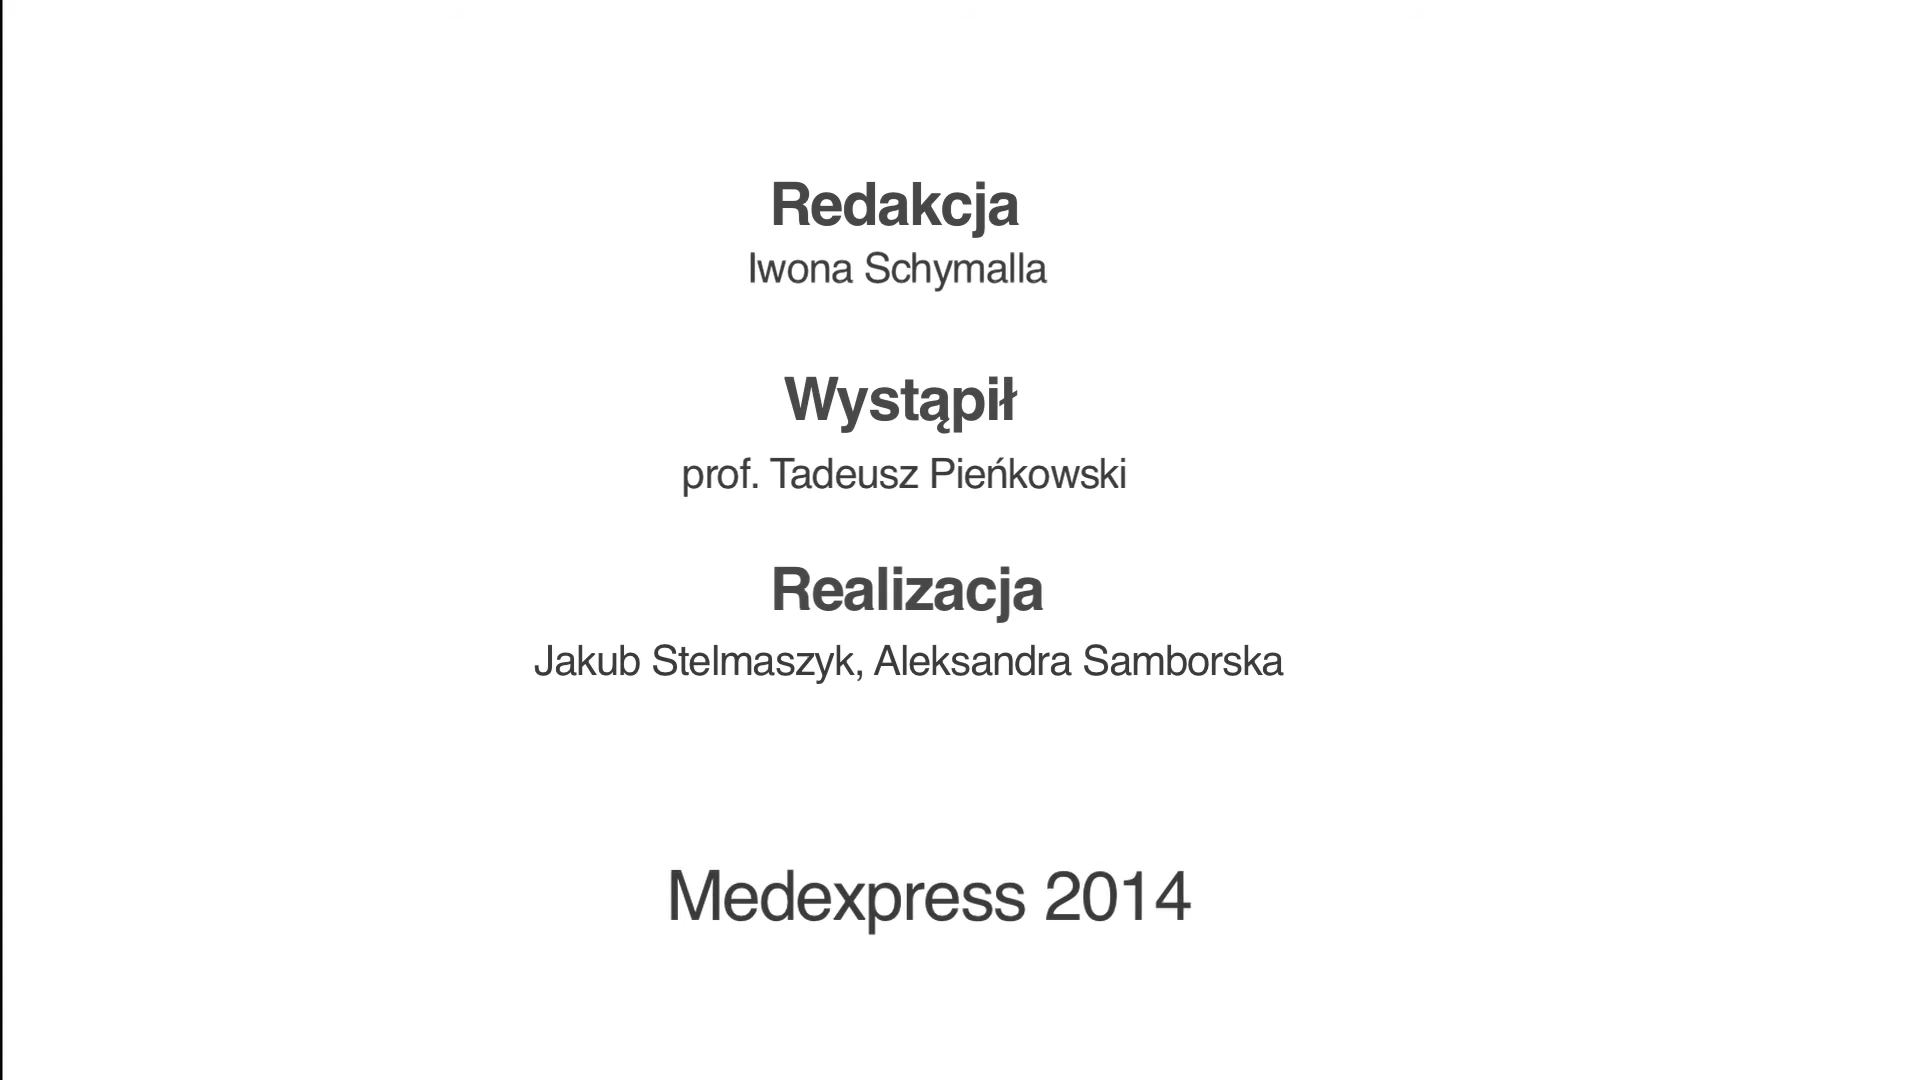 Redakcja
Iwona Schymalla
Wystąpił
prof. Tadeusz Pieńkowski
Realizacja
Jakub Stelmaszyk, Aleksandra Samborska
Medexpress 2014